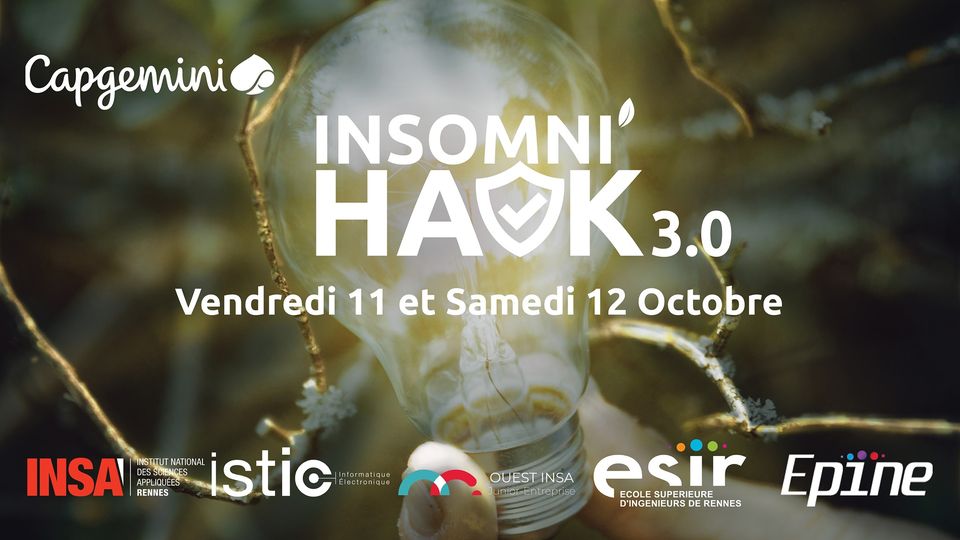 Capgemini
INSOMNI'
HACK 3.0
Vendredi 11 et Samedi 12 Octobre
INSA
INSTITUT NATIONAL
DES SCIENCES
APPLIQUÉES
RENNES
istic
Informatique
Électronique
OUEST INSA
Junior-Entreprise
esir
ECOLE SUPERIEURE
D'INGENIEURS DE RENNES
Epine